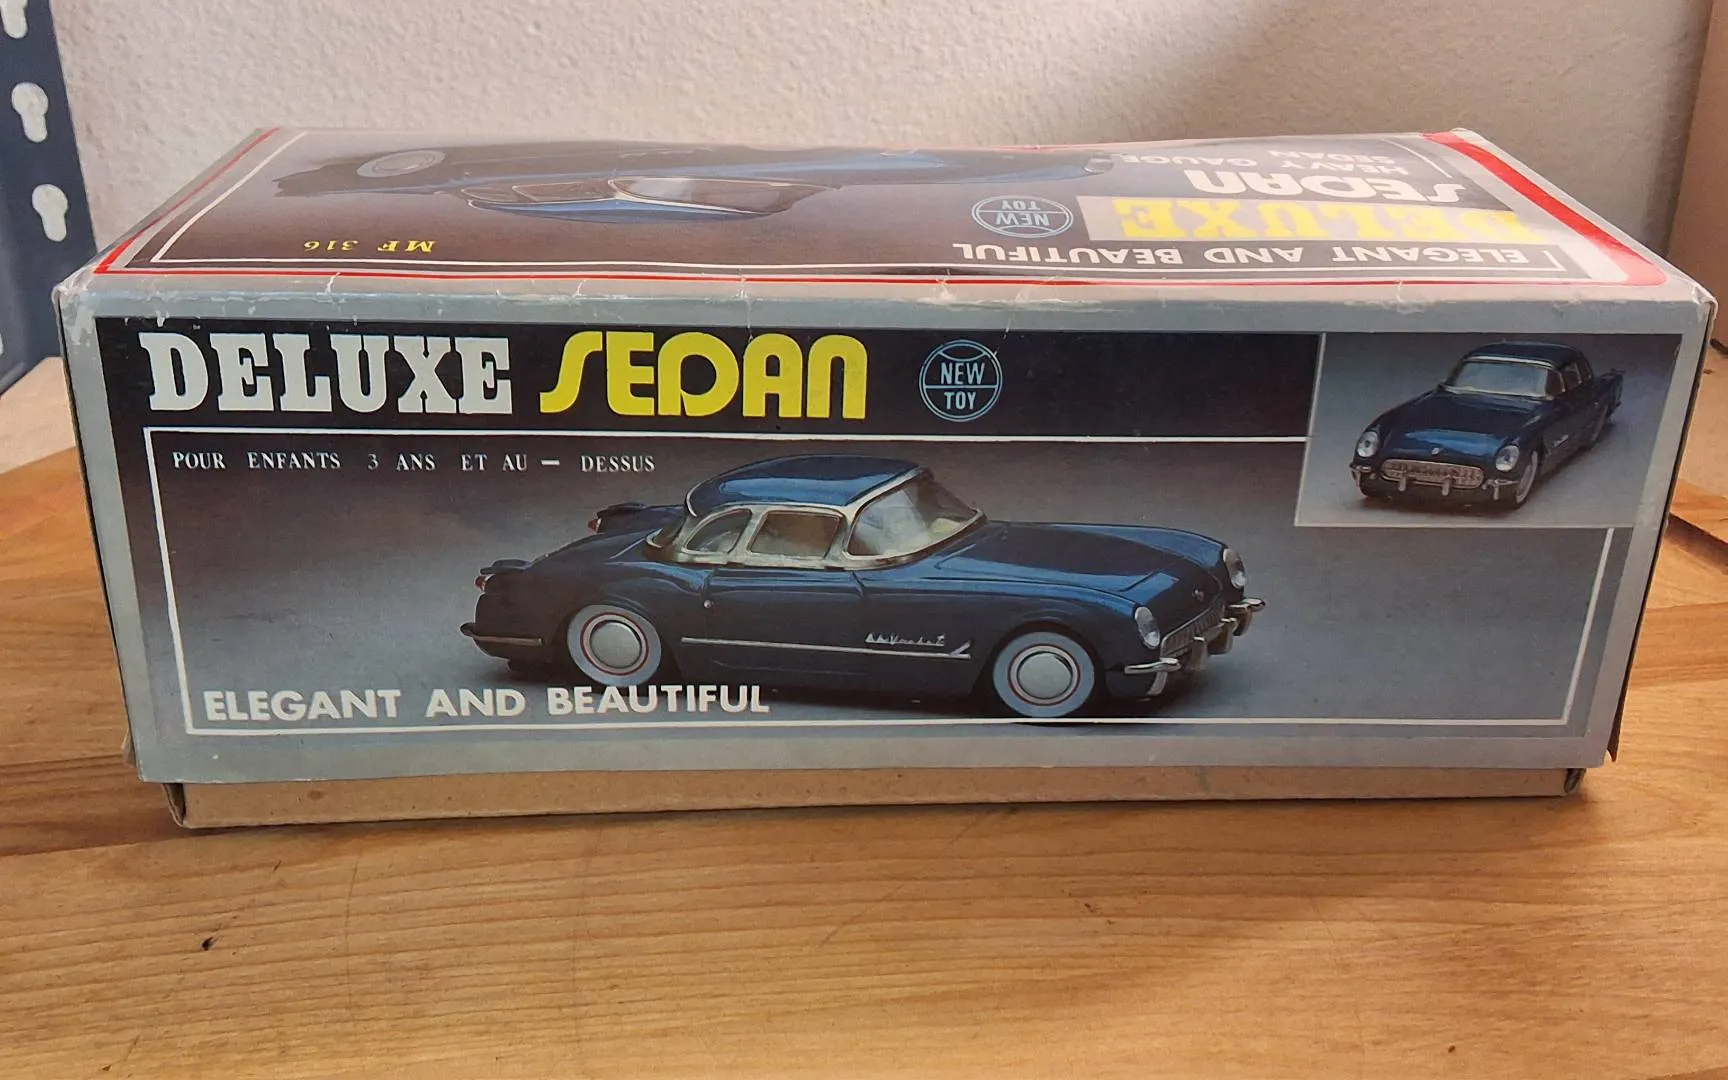 HEAVY GAUGE
SEDAN
DELUXE
SEDAN
NEW
TOY
ELEGANT AND BEAUTIFUL
MF 316
DELUXE SEDAN
NEW
TOY
POUR ENFANTS 3 ANS ET AU - DESSUS
ELEGANT AND BEAUTIFUL